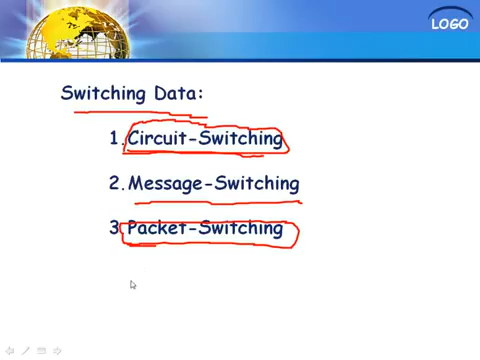 LOGO
Switching Data:
1. Circuit-Switching
2. Message-Switching
3. Packet-Switching